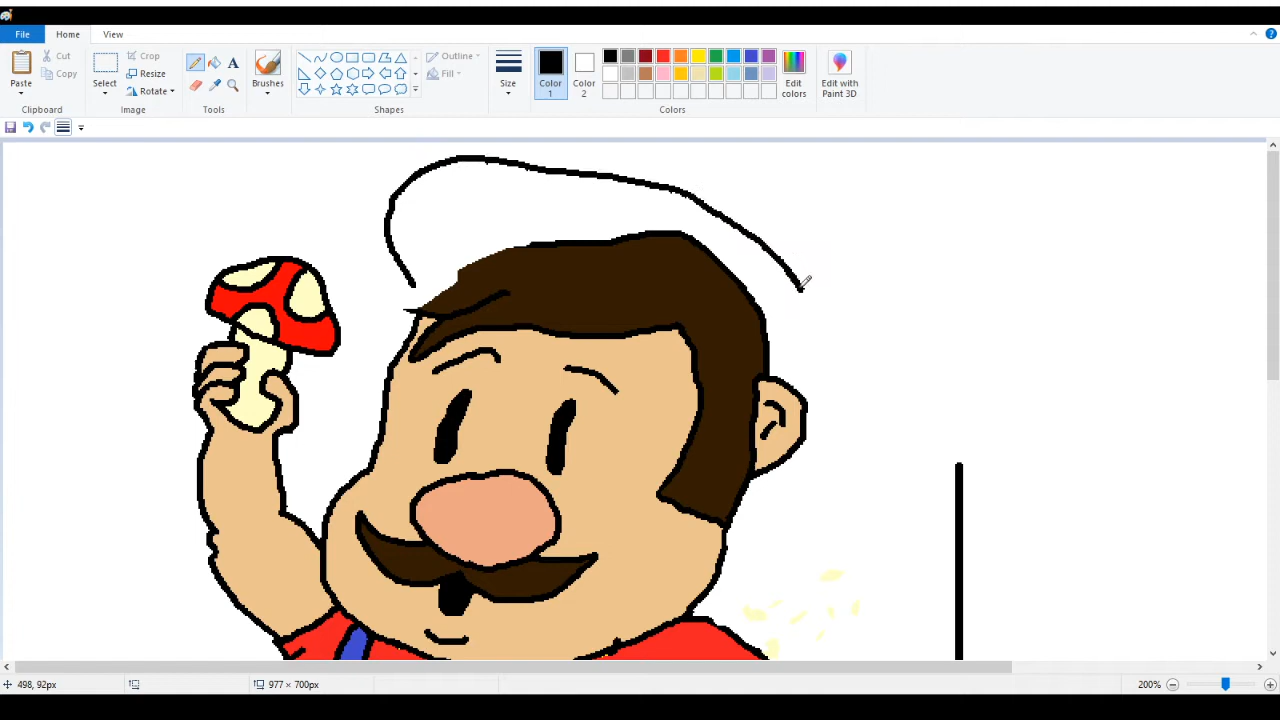 File Home View
Paste Cut Copy Select Crop Resize Rotate Brushes Outline Fill Size Color 1 Color 2 Edit colors Edit with Paint 3D
Clipboard Image Tools Shapes Colors
A
498, 92px 977 × 700px 200%